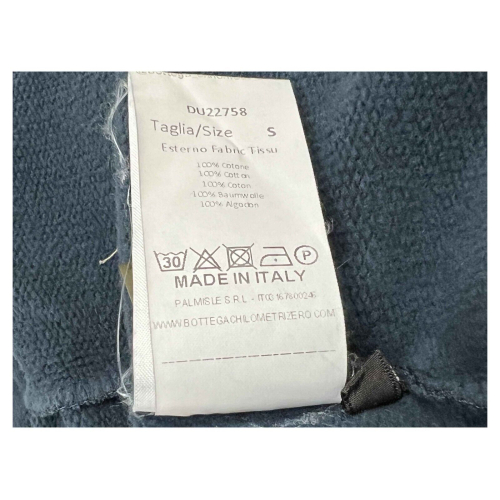 DU22758
Taglia/Size S
Esterno Fabric Tissu
100% Cotone
100% Cotton
100% Coton
100% Baumwolle
100% Algodon
30 P
MADE IN ITALY
PALMISLE S.R.L -
WWW.BOTTEGACHILOMETRIZERO.COM